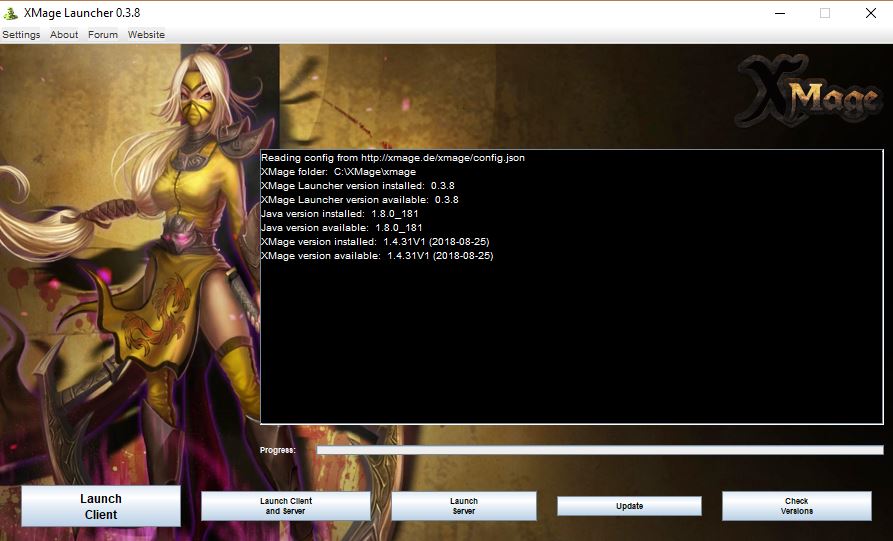 XMage Launcher 0.3.8
Settings About Forum Website
XMage
Reading config from http://xmage.de/xmage/config.json
XMage folder: C:\XMage\xmage
XMage Launcher version installed: 0.3.8
XMage Launcher version available: 0.3.8
Java version installed: 1.8.0_181
Java version available: 1.8.0_181
XMage version installed: 1.4.31V1 (2018-08-25)
XMage version available: 1.4.31V1 (2018-08-25)
Progress:
Launch
Client
Launch Client
and Server
Launch
Server
Update
Check
Versions